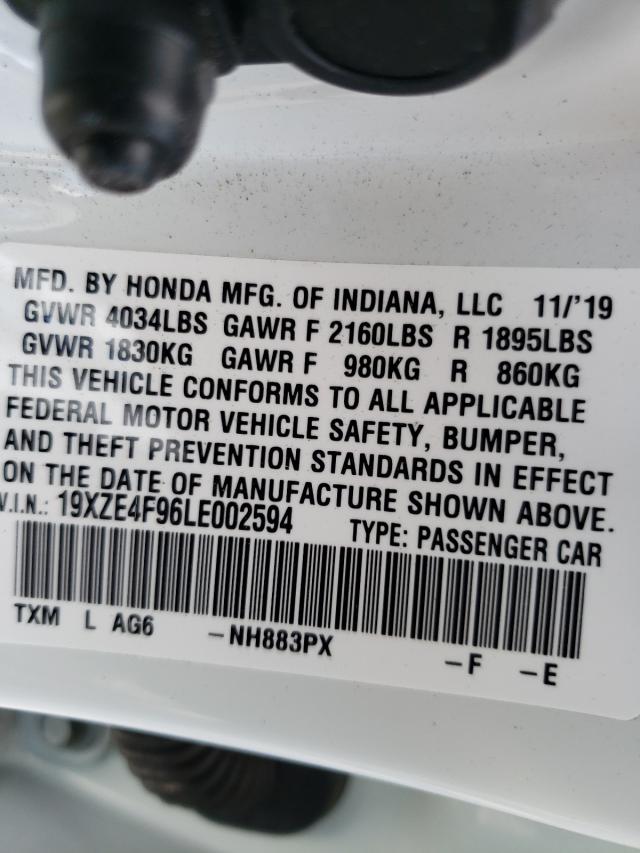 MFD. BY HONDA MFG. OF INDIANA, LLC 11/'19
GVWR 4034LBS GAWR F 2160LBS R 1895LBS
GVWR 1830KG GAWR F 980KG R 860KG
THIS VEHICLE CONFORMS TO ALL APPLICABLE
FEDERAL MOTOR VEHICLE SAFETY, BUMPER,
AND THEFT PREVENTION STANDARDS IN EFFECT
ON THE DATE OF MANUFACTURE SHOWN ABOVE.
V.I.N.: 19XZE4F96LE002594 TYPE: PASSENGER CAR
TXM L AG6 -NH883PX -F -E